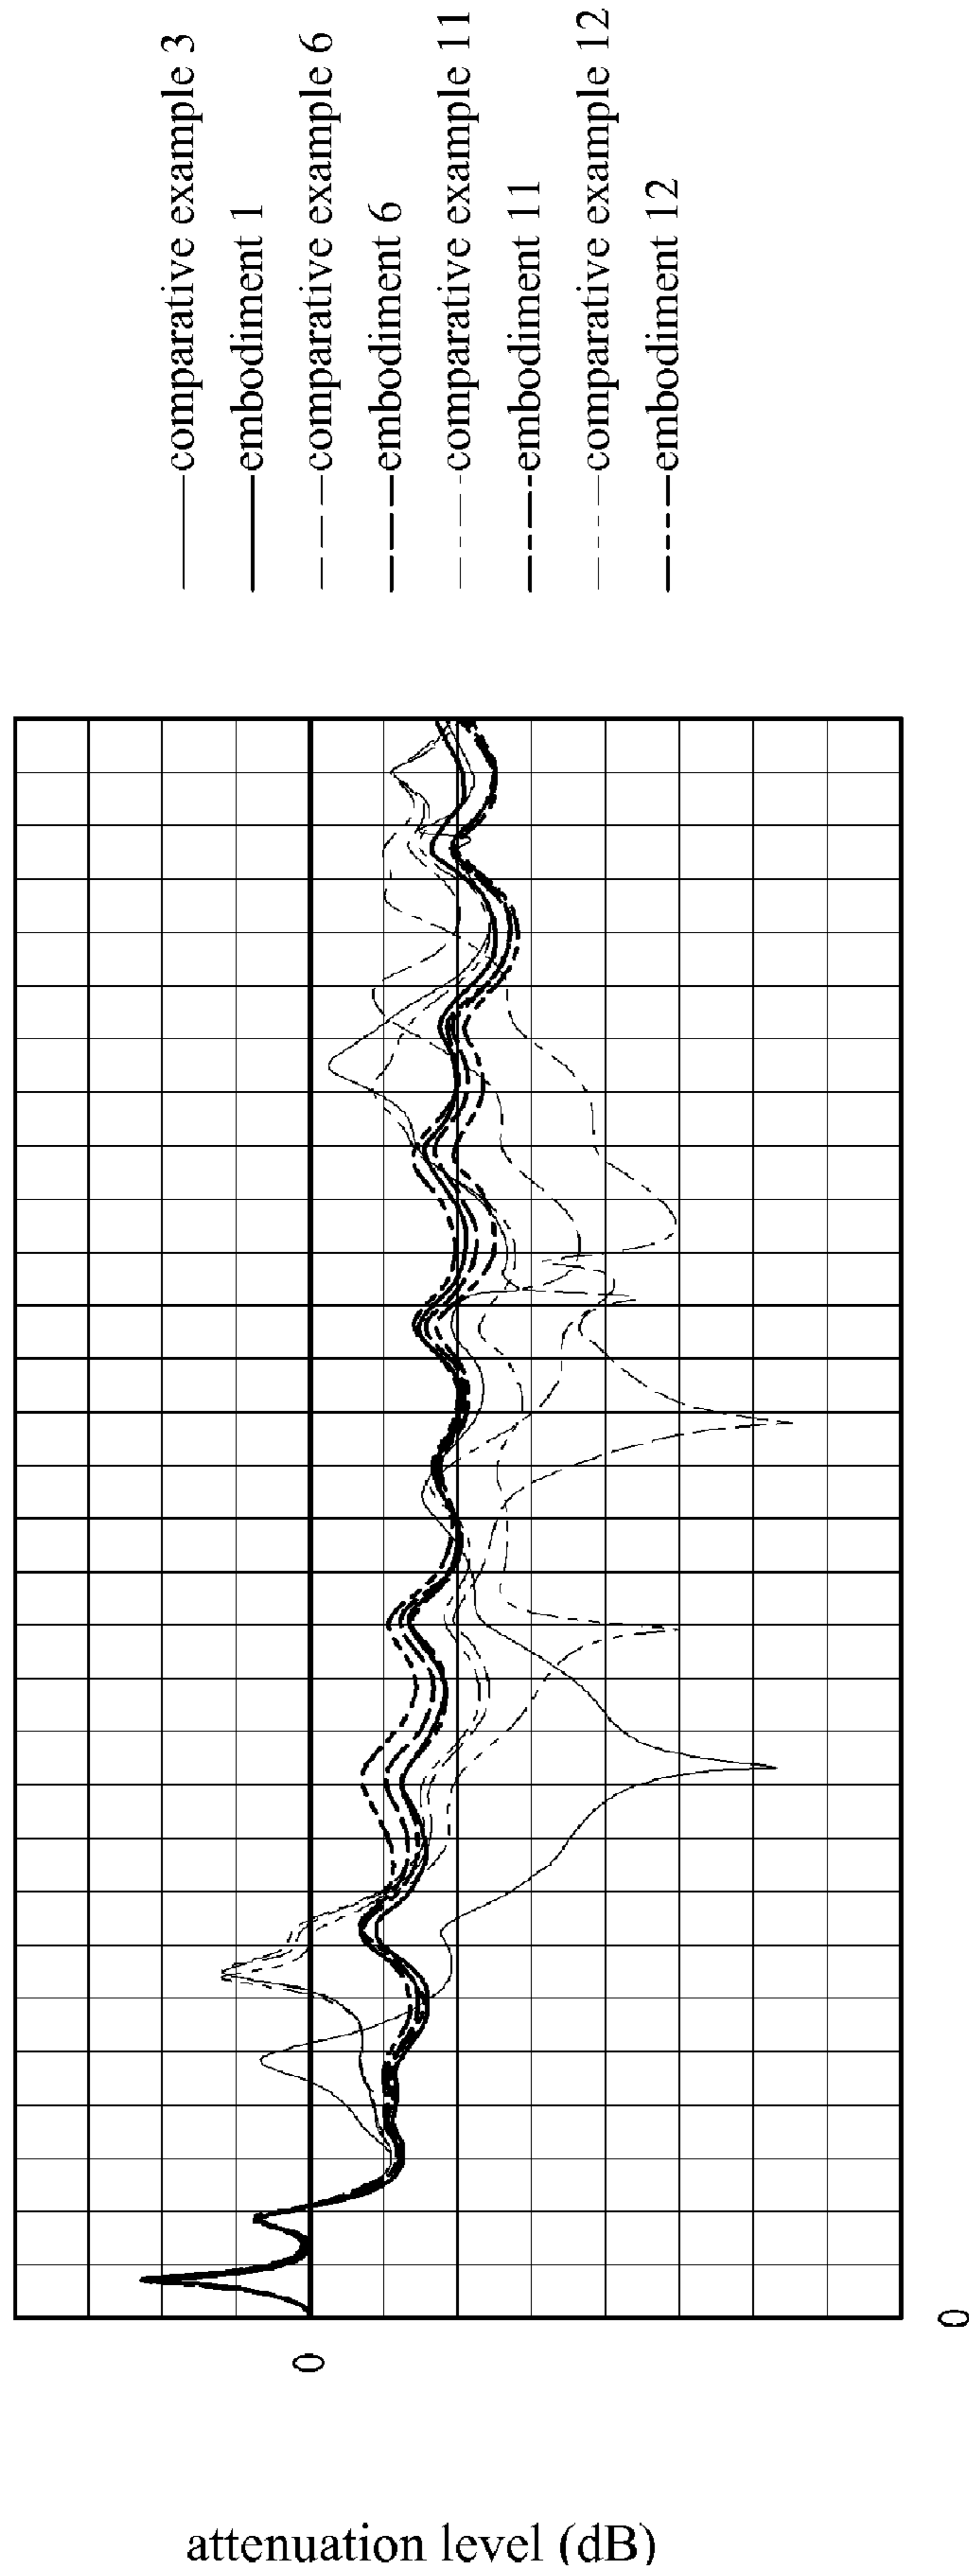 comparative example 3
embodiment 1
comparative example 6
embodiment 6
comparative example 11
embodiment 11
comparative example 12
embodiment 12
0
0
attenuation level (dB)